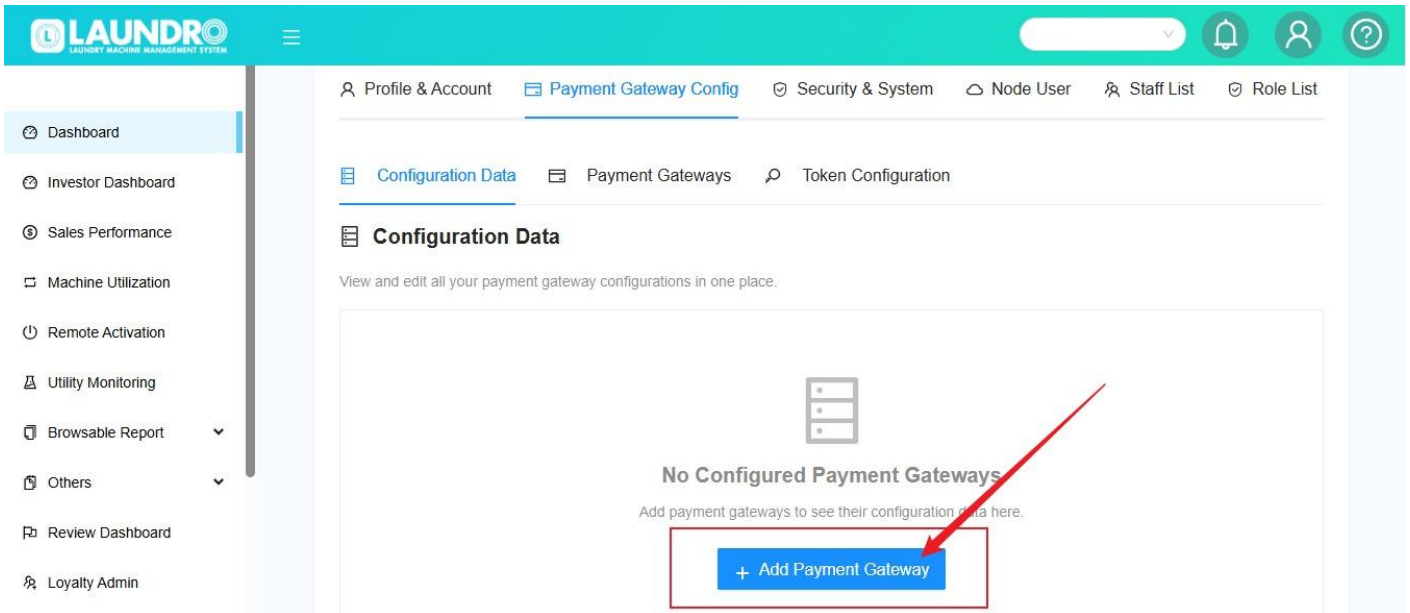 LAUNDRO
LAUNDRY MACHINE MANAGEMENT SYSTEM
Profile & Account Payment Gateway Config Security & System Node User Staff List Role List
Dashboard
Investor Dashboard
Sales Performance
Machine Utilization
Remote Activation
Utility Monitoring
Browsable Report
Others
Review Dashboard
Loyalty Admin
Configuration Data Payment Gateways Token Configuration
Configuration Data
View and edit all your payment gateway configurations in one place.
No Configured Payment Gateways
Add payment gateways to see their configuration data here.
+ Add Payment Gateway